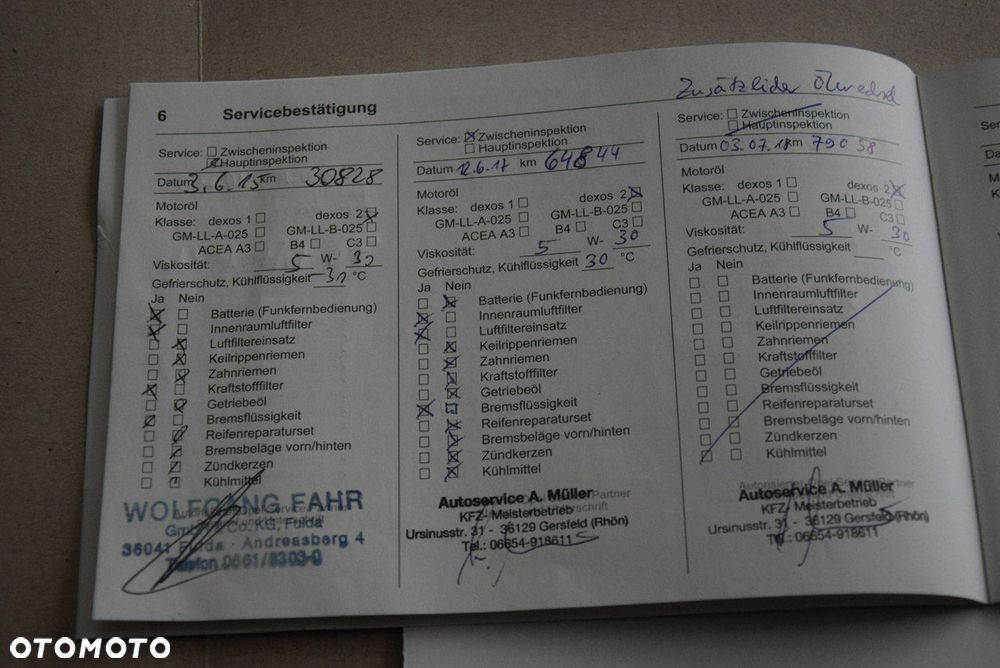 6 Servicebestätigung
Service: Zwischeninspektion
Hauptinspektion
Datum 3.6.15 km 30828
Motoröl
Klasse: dexos 1 dexos 2
GM-LL-A-025 GM-LL-B-025
ACEA A3 B4 C3
Viskosität: 5 W- 30
Gefrierschutz, Kühlflüssigkeit -31 °C
Ja Nein
Batterie (Funkfernbedienung)
Innenraumluftfilter
Luftfiltereinsatz
Keilrippenriemen
Zahnriemen
Kraftstofffilter
Getriebeöl
Bremsflüssigkeit
Reifenreparaturset
Bremsbeläge vorn/hinten
Zündkerzen
Kühlmittel
WOLFGANG FAHR
GmbH & Co. KG, Fulda
36041 Fulda · Andreasberg 4
Telefon 0661/8303-0
Service: Zwischeninspektion
Hauptinspektion
Datum 12.6.17 km 64844
Motoröl
Klasse: dexos 1 dexos 2
GM-LL-A-025 GM-LL-B-025
ACEA A3 B4 C3
Viskosität: 5 W- 30
Gefrierschutz, Kühlflüssigkeit 30 °C
Ja Nein
Batterie (Funkfernbedienung)
Innenraumluftfilter
Luftfiltereinsatz
Keilrippenriemen
Zahnriemen
Kraftstofffilter
Getriebeöl
Bremsflüssigkeit
Reifenreparaturset
Bremsbeläge vorn/hinten
Zündkerzen
Kühlmittel
Autoservice A. Müller
KFZ- Meisterbetrieb
Ursinusstr. 31 - 36129 Gersfeld (Rhön)
Tel.: 06654-918611
Zusätzlicher Ölwechsel
Service: Zwischeninspektion
Hauptinspektion
Datum 03.07.18 km 79058
Motoröl
Klasse: dexos 1 dexos 2
GM-LL-A-025 GM-LL-B-025
ACEA A3 B4 C3
Viskosität: 5 W- 30
Gefrierschutz, Kühlflüssigkeit °C
Ja Nein
Batterie (Funkfernbedienung)
Innenraumluftfilter
Luftfiltereinsatz
Keilrippenriemen
Zahnriemen
Kraftstofffilter
Getriebeöl
Bremsflüssigkeit
Reifenreparaturset
Bremsbeläge vorn/hinten
Zündkerzen
Kühlmittel
Autoservice A. Müller
KFZ- Meisterbetrieb
Ursinusstr. 31 - 36129 Gersfeld (Rhön)
Tel.: 06654-918611
OTOMOTO